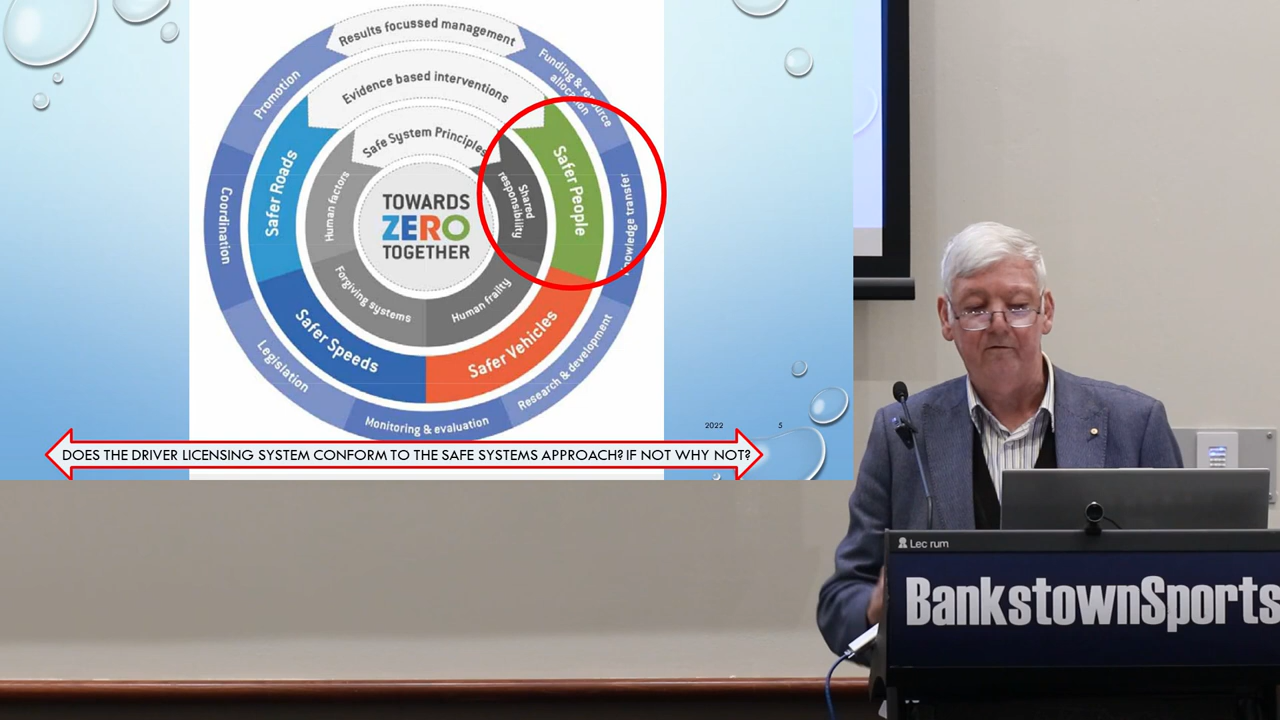 Results focussed management
Funding & resource
allocation
Promotion
Evidence based interventions
Safe System Principles
Safer Roads
Safer People
Human factors
Shared
responsibility
TOWARDS
ZERO
TOGETHER
Coordination
Knowledge transfer
Forgiving systems
Human frailty
Safer Speeds
Safer Vehicles
Legislation
Research & development
Monitoring & evaluation
2022
5
DOES THE DRIVER LICENSING SYSTEM CONFORM TO THE SAFE SYSTEMS APPROACH? IF NOT WHY NOT?
Lec rum
BankstownSports